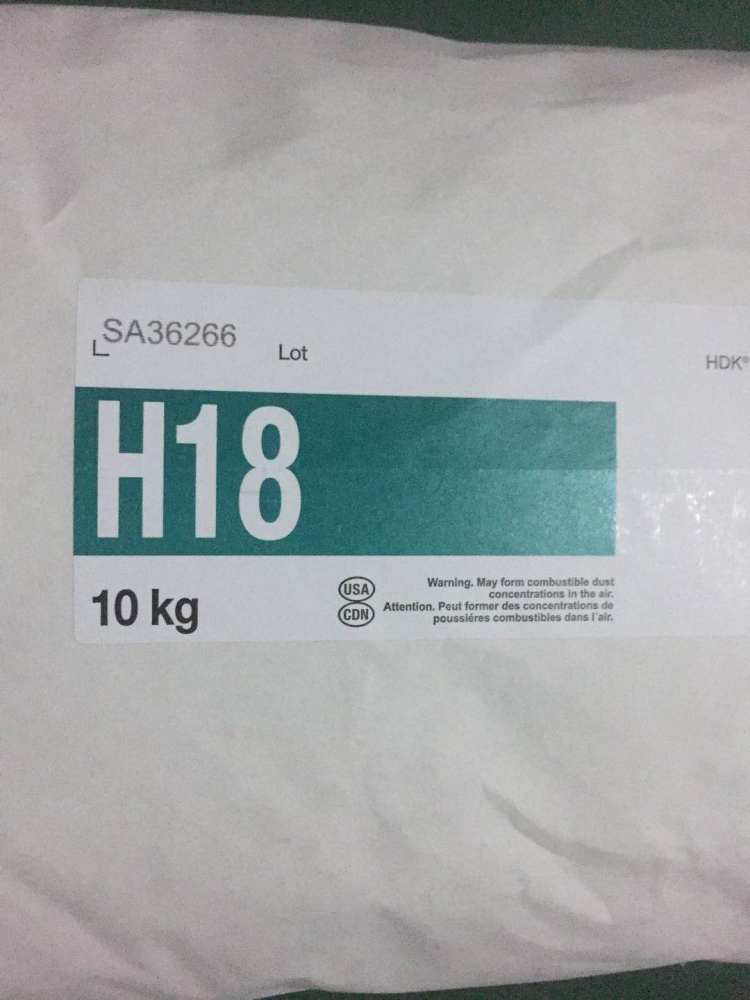 SA36266
Lot
HDK®
H18
10 kg
USA
Warning. May form combustible dust
concentrations in the air.
CDN
Attention. Peut former des concentrations de
poussiéres combustibles dans l'air.